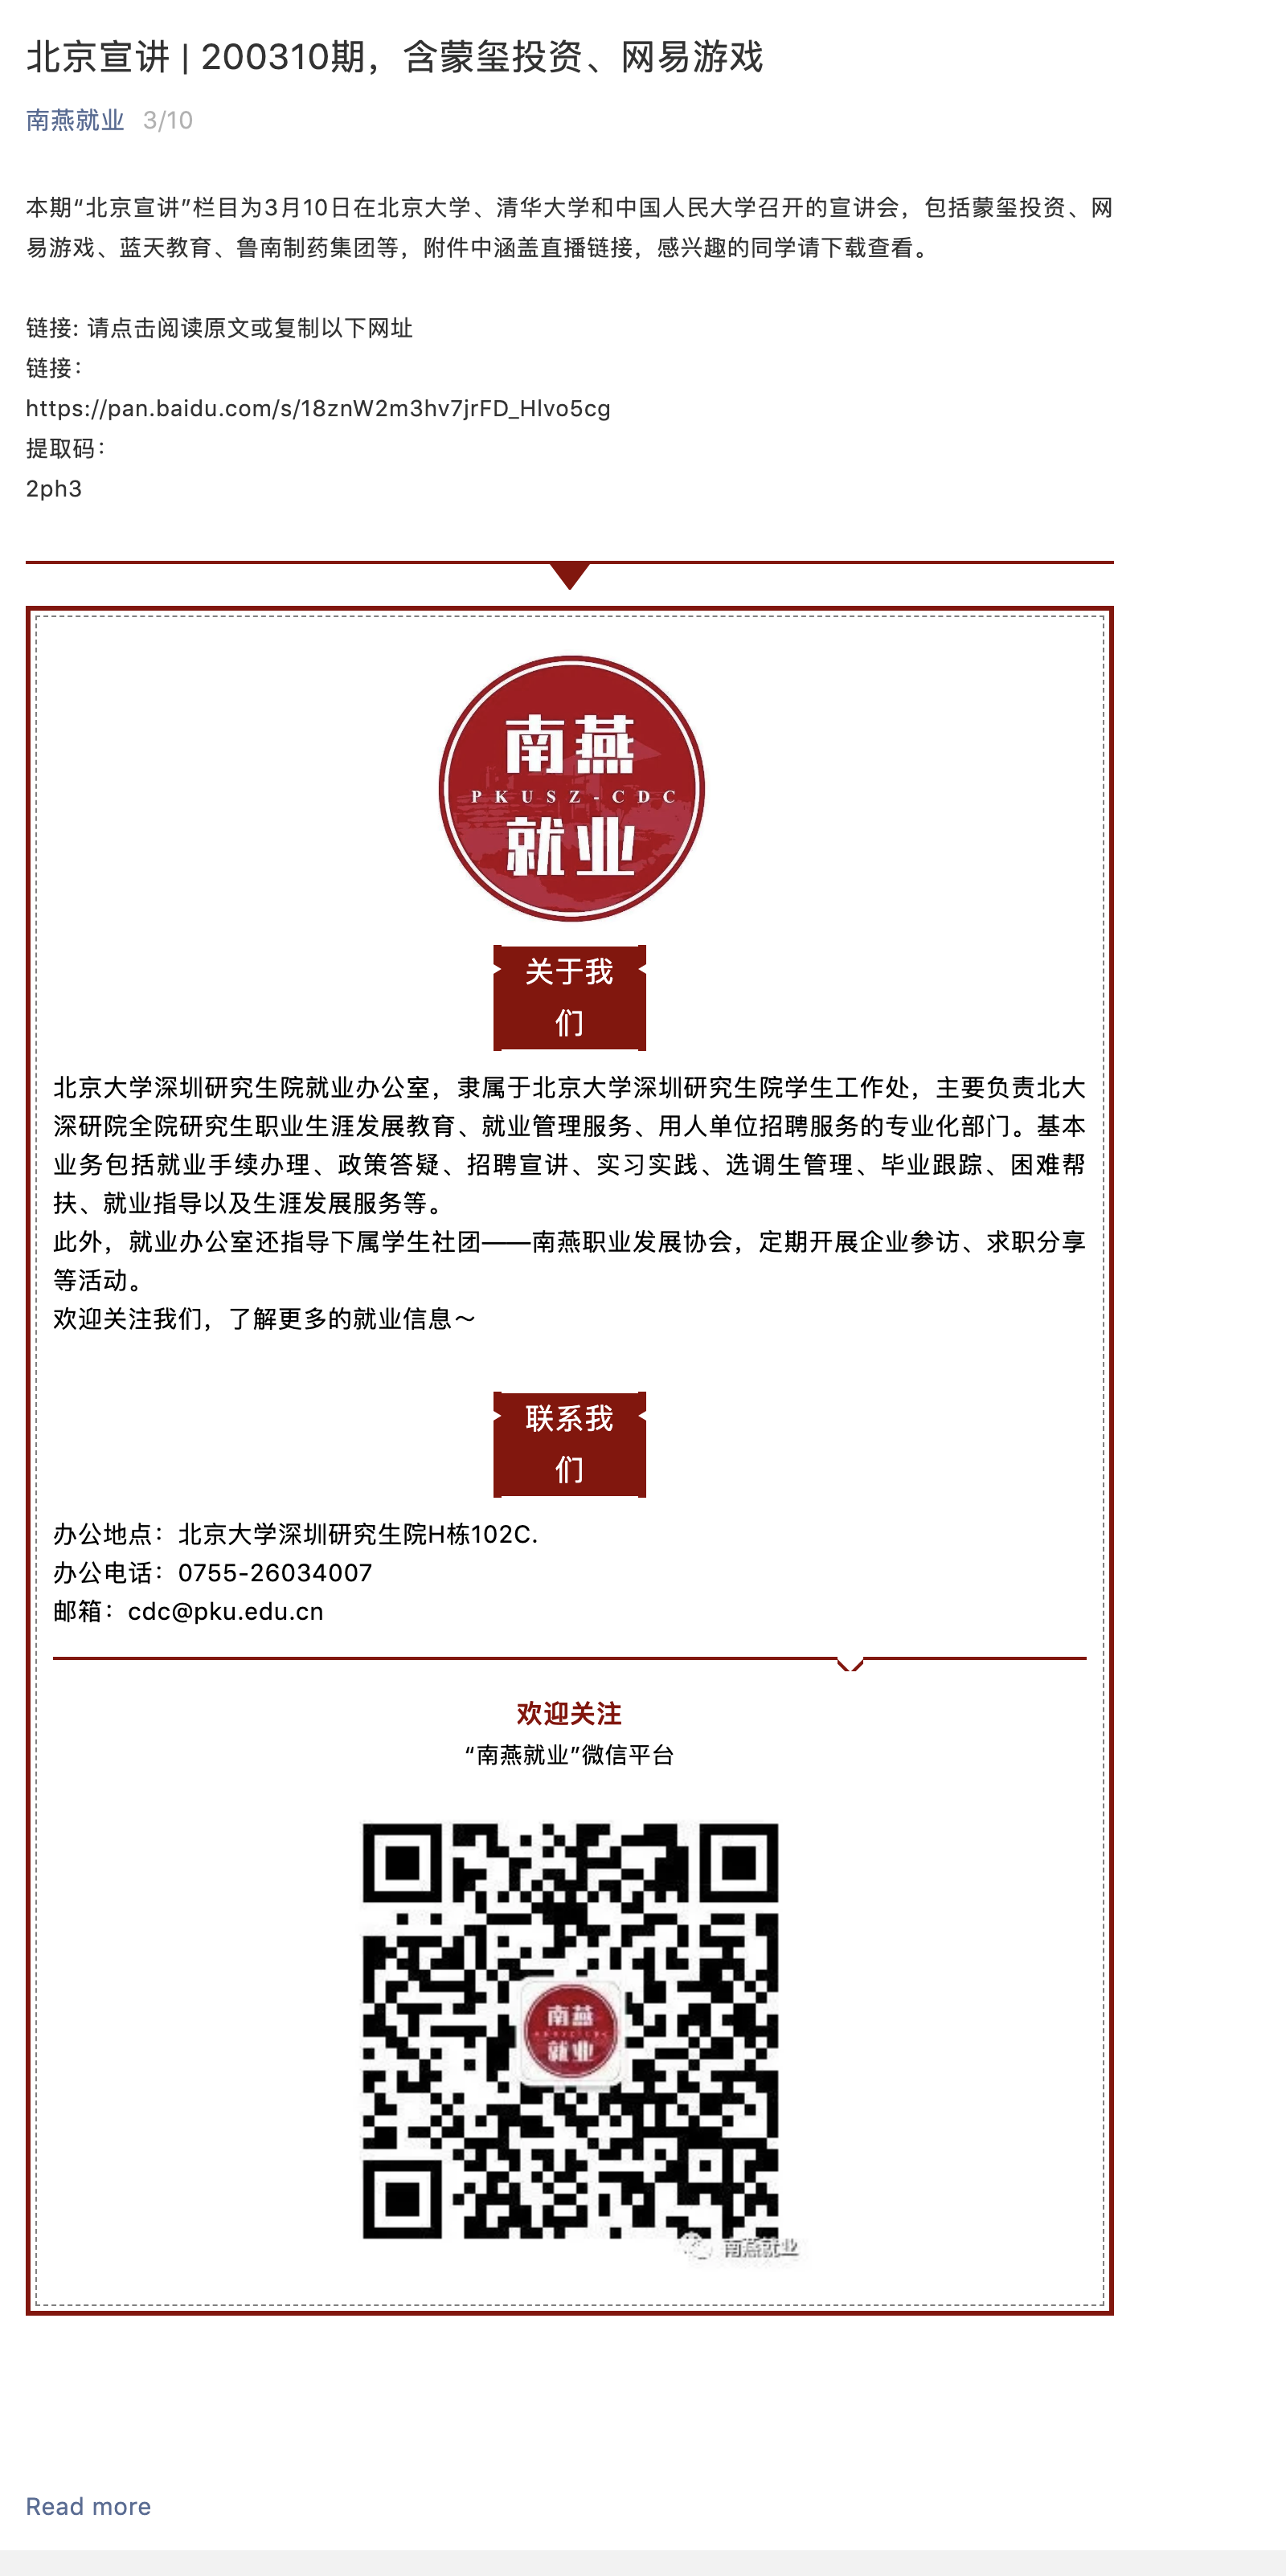 北京宣讲 | 200310期，含蒙玺投资、网易游戏
南燕就业 3/10
本期“北京宣讲”栏目为3月10日在北京大学、清华大学和中国人民大学召开的宣讲会，包括蒙玺投资、网
易游戏、蓝天教育、鲁南制药集团等，附件中涵盖直播链接，感兴趣的同学请下载查看。
链接: 请点击阅读原文或复制以下网址
链接：
https://pan.baidu.com/s/18znW2m3hv7jrFD_Hlvo5cg
提取码：
2ph3
南燕
PKUSZ-CDC
就业
关于我
们
北京大学深圳研究生院就业办公室，隶属于北京大学深圳研究生院学生工作处，主要负责北大
深研院全院研究生职业生涯发展教育、就业管理服务、用人单位招聘服务的专业化部门。基本
业务包括就业手续办理、政策答疑、招聘宣讲、实习实践、选调生管理、毕业跟踪、困难帮
扶、就业指导以及生涯发展服务等。
此外，就业办公室还指导下属学生社团——南燕职业发展协会，定期开展企业参访、求职分享
等活动。
欢迎关注我们，了解更多的就业信息～
联系我
们
办公地点：北京大学深圳研究生院H栋102C.
办公电话：0755-26034007
邮箱：cdc@pku.edu.cn
欢迎关注
“南燕就业”微信平台
南燕
就业
南燕就业
Read more